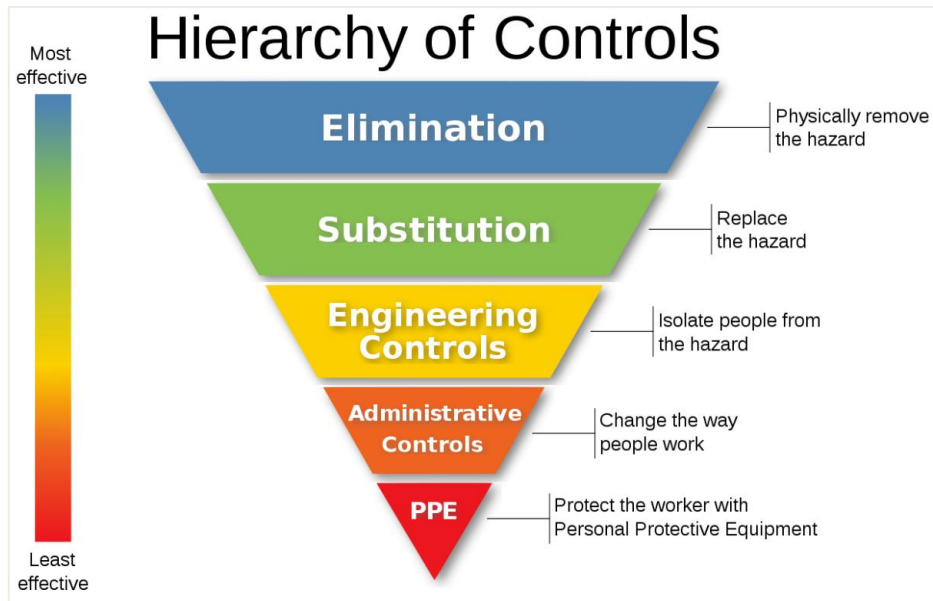 Hierarchy of Controls
Most
effective
Elimination
Physically remove
the hazard
Substitution
Replace
the hazard
Engineering
Controls
Isolate people from
the hazard
Administrative
Controls
Change the way
people work
PPE
Protect the worker with
Personal Protective Equipment
Least
effective